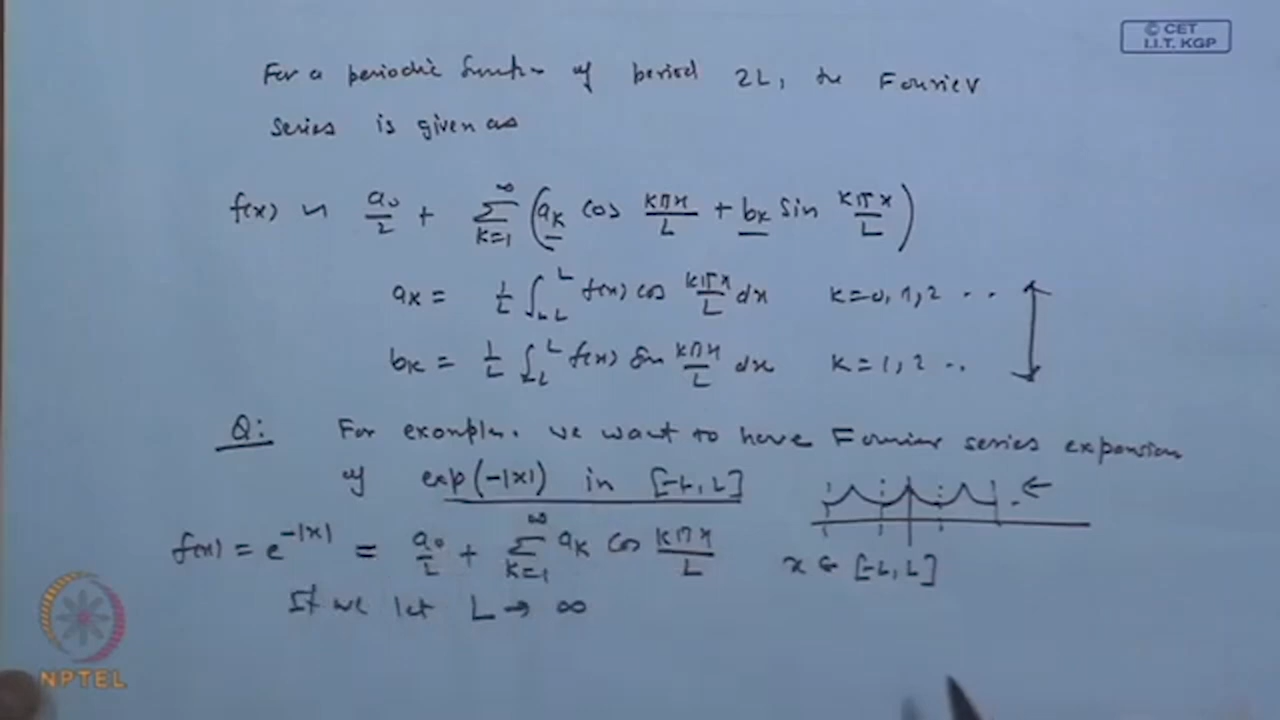 © CET
I.I.T. KGP
For a periodic function of period 2L, the Fourier
series is given as
f(x) ~ a₀/2 + ∑_{k=1}^{∞} (a_k cos kπx/L + b_k sin kπx/L)
a_k = 1/L ∫_{-L}^{L} f(x) cos kπx/L dx k=0, 1, 2 ...
b_k = 1/L ∫_{-L}^{L} f(x) sin kπx/L dx k=1, 2 ..
Q: For example. we want to have Fourier series expansion
of exp(-|x|) in [-L, L]
f(x) = e^{-|x|} = a₀/2 + ∑_{k=1}^{∞} a_k cos kπx/L x ∈ [-L, L]
If we let L → ∞
NPTEL